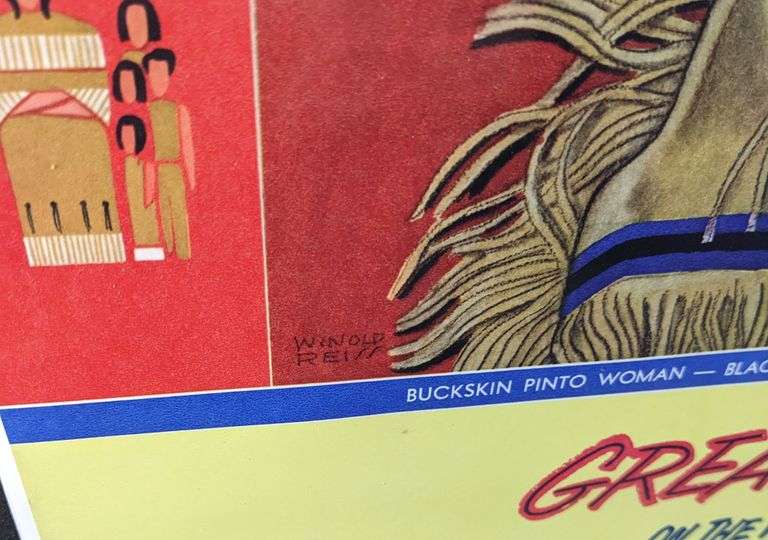 WINOLD
REISS
BUCKSKIN PINTO WOMAN — BLAC
GREA
ON THE